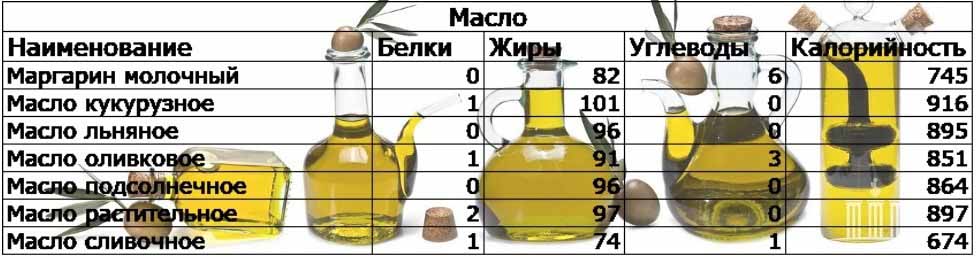 Масло
Наименование Белки Жиры Углеводы Калорийность
Маргарин молочный 0 82 6 745
Масло кукурузное 1 101 0 916
Масло льняное 0 96 0 895
Масло оливковое 1 91 3 851
Масло подсолнечное 0 96 0 864
Масло растительное 2 97 0 897
Масло сливочное 1 74 1 674